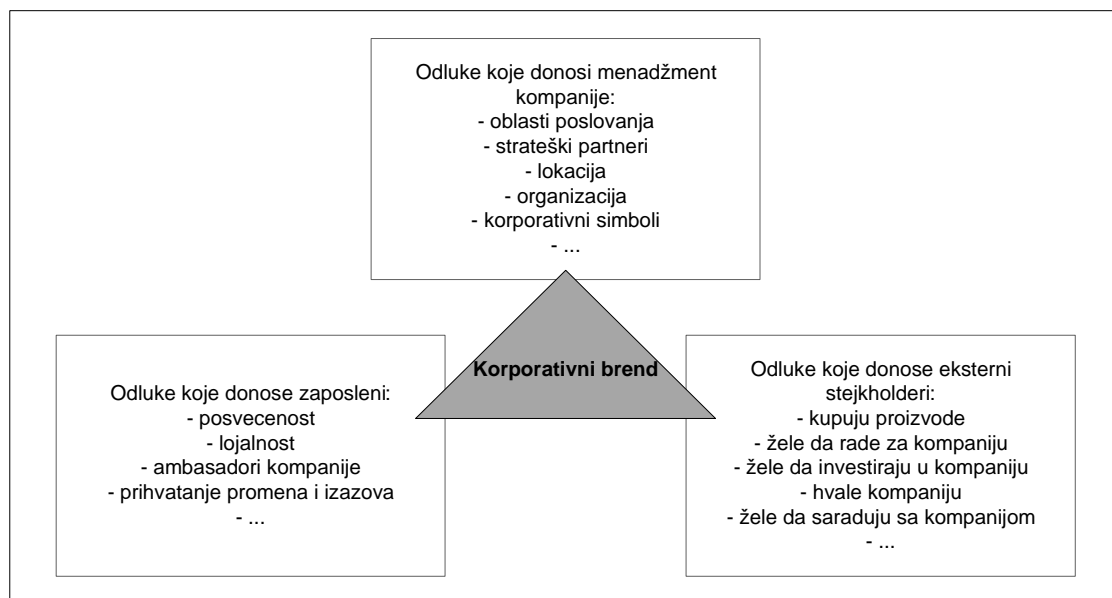 Odluke koje donosi menadžment
kompanije:
- oblasti poslovanja
- strateški partneri
- lokacija
- organizacija
- korporativni simboli
- ...
Korporativni brend
Odluke koje donose zaposleni:
- posvecenost
- lojalnost
- ambasadori kompanije
- prihvatanje promena i izazova
- ...
Odluke koje donose eksterni
stejkholderi:
- kupuju proizvode
- žele da rade za kompaniju
- žele da investiraju u kompaniju
- hvale kompaniju
- žele da saraduju sa kompanijom
- ...